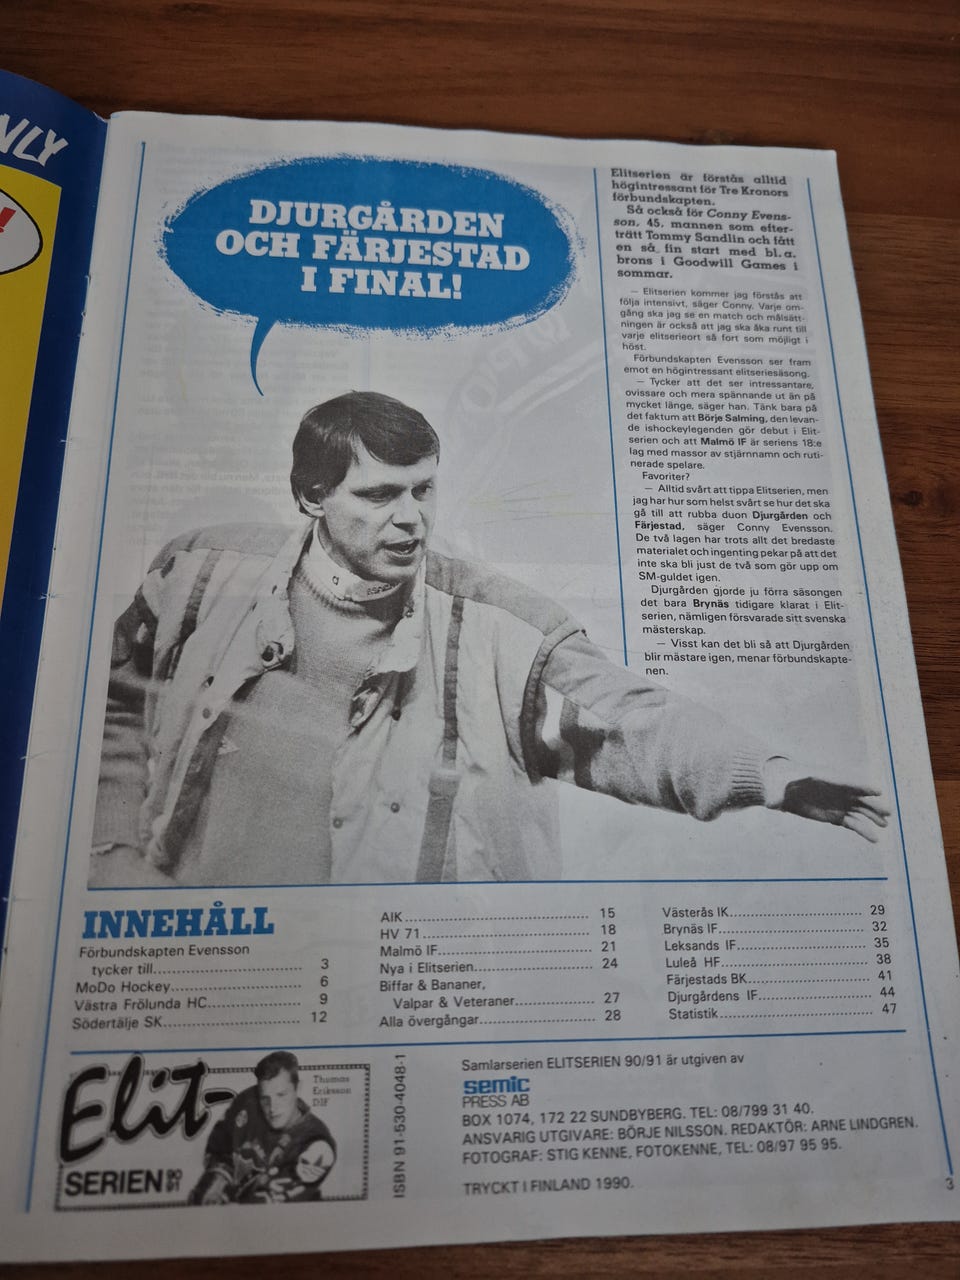 NLY
!
DJURGÅRDEN
OCH FÄRJESTAD
I FINAL!
Elitserien är förstås alltid
högintressant för Tre Kronors
förbundskapten.
Så också för Conny Evens-
son, 45, mannen som efter-
trätt Tommy Sandlin och fått
en så fin start med bl.a.
brons i Goodwill Games i
sommar.
— Elitserien kommer jag förstås att
följa intensivt, säger Conny. Varje om-
gång ska jag se en match och målsätt-
ningen är också att jag ska åka runt till
varje elitserieort så fort som möjligt i
höst.
Förbundskapten Evensson ser fram
emot en högintressant elitseriesäsong.
— Tycker att det ser intressantare,
ovissare och mera spännande ut än på
mycket länge, säger han. Tänk bara på
det faktum att Börje Salming, den levan-
de ishockeylegenden gör debut i Elit-
serien och att Malmö IF är seriens 18:e
lag med massor av stjärnnamn och ruti-
nerade spelare.
Favoriter?
— Alltid svårt att tippa Elitserien, men
jag har hur som helst svårt se hur det ska
gå till att rubba duon Djurgården och
Färjestad, säger Conny Evensson.
De två lagen har trots allt det bredaste
materialet och ingenting pekar på att det
inte ska bli just de två som gör upp om
SM-guldet igen.
Djurgården gjorde ju förra säsongen
det bara Brynäs tidigare klarat i Elit-
serien, nämligen försvarade sitt svenska
mästerskap.
— Visst kan det bli så att Djurgården
blir mästare igen, menar förbundskapte-
nen.
INNEHÅLL
Förbundskapten Evensson
tycker till.......................... 3
MoDo Hockey.......................... 6
Västra Frölunda HC.................... 9
Södertälje SK......................... 12
AIK................................... 15
HV 71................................. 18
Malmö IF.............................. 21
Nya i Elitserien...................... 24
Biffar & Bananer,
Valpar & Veteraner.................... 27
Alla övergångar....................... 28
Västerås IK........................... 29
Brynäs IF............................. 32
Leksands IF........................... 35
Luleå HF.............................. 38
Färjestads BK......................... 41
Djurgårdens IF........................ 44
Statistik............................. 47
Elit-
SERIEN 90
91
Thomas
Eriksson
DIF
ISBN 91-530-4048-1
Samlarserien ELITSERIEN 90/91 är utgiven av
semic
PRESS AB
BOX 1074, 172 22 SUNDBYBERG. TEL: 08/799 31 40.
ANSVARIG UTGIVARE: BÖRJE NILSSON. REDAKTÖR: ARNE LINDGREN.
FOTOGRAF: STIG KENNE, FOTOKENNE, TEL: 08/97 95 95.
TRYCKT I FINLAND 1990.
3